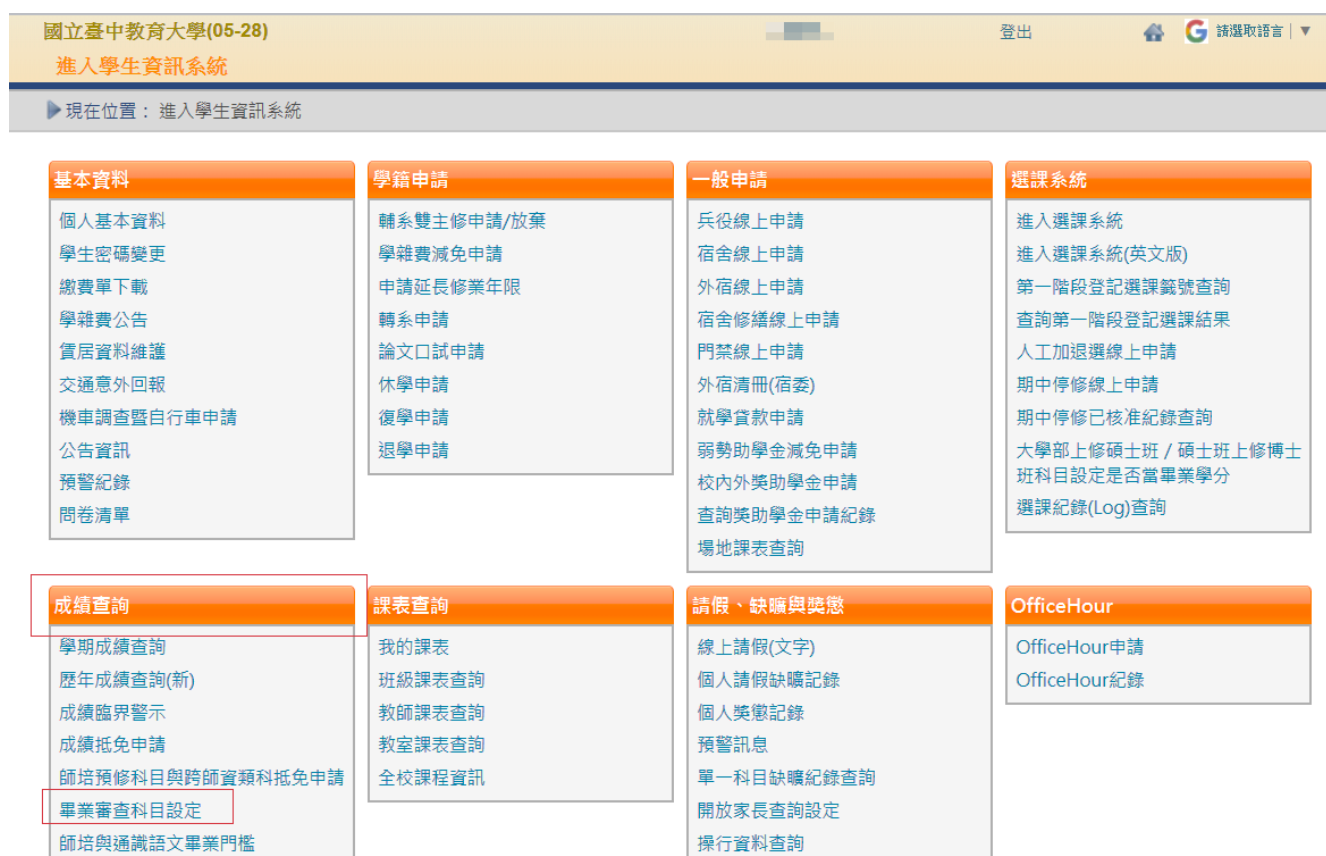 國立臺中教育大學(05-28)
登出
請選取語言 | ▼
進入學生資訊系統
現在位置： 進入學生資訊系統
基本資料
個人基本資料
學生密碼變更
繳費單下載
學雜費公告
賃居資料維護
交通意外回報
機車調查暨自行車申請
公告資訊
預警紀錄
問卷清單
學籍申請
輔系雙主修申請/放棄
學雜費減免申請
申請延長修業年限
轉系申請
論文口試申請
休學申請
復學申請
退學申請
一般申請
兵役線上申請
宿舍線上申請
外宿線上申請
宿舍修繕線上申請
門禁線上申請
外宿清冊(宿委)
就學貸款申請
弱勢助學金減免申請
校內外獎助學金申請
查詢獎助學金申請紀錄
場地課表查詢
選課系統
進入選課系統
進入選課系統(英文版)
第一階段登記選課籤號查詢
查詢第一階段登記選課結果
人工加退選線上申請
期中停修線上申請
期中停修已核准紀錄查詢
大學部上修碩士班 / 碩士班上修博士
班科目設定是否當畢業學分
選課紀錄(Log)查詢
成績查詢
學期成績查詢
歷年成績查詢(新)
成績臨界警示
成績抵免申請
師培預修科目與跨師資類科抵免申請
畢業審查科目設定
師培與通識語文畢業門檻
課表查詢
我的課表
班級課表查詢
教師課表查詢
教室課表查詢
全校課程資訊
請假、缺曠與獎懲
線上請假(文字)
個人請假缺曠記錄
個人獎懲記錄
預警訊息
單一科目缺曠紀錄查詢
開放家長查詢設定
操行資料查詢
OfficeHour
OfficeHour申請
OfficeHour紀錄